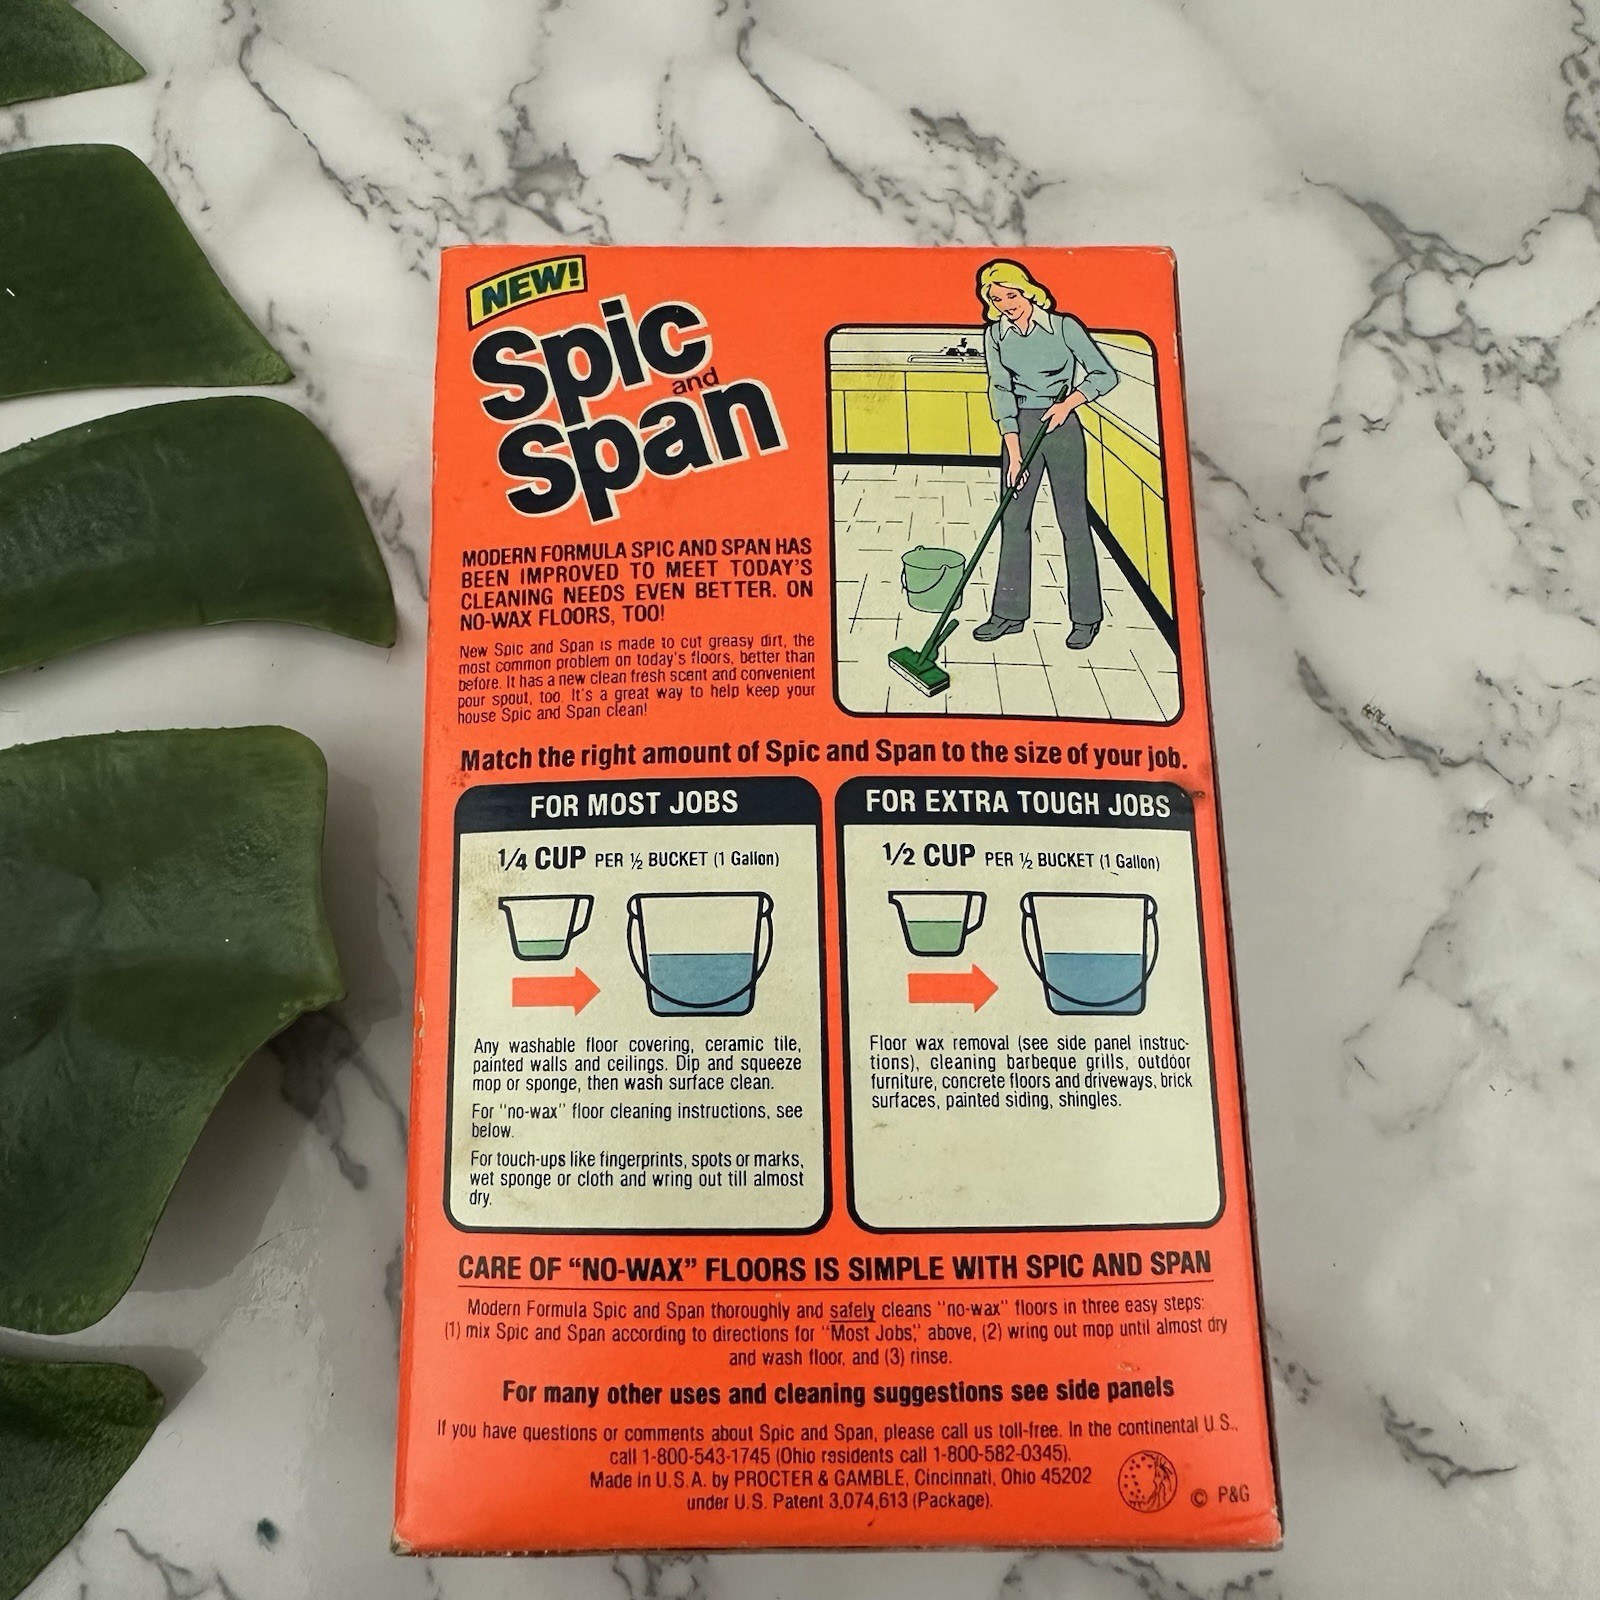 NEW!
Spic
and
Span
MODERN FORMULA SPIC AND SPAN HAS
BEEN IMPROVED TO MEET TODAY'S
CLEANING NEEDS EVEN BETTER. ON
NO-WAX FLOORS, TOO!
New Spic and Span is made to cut greasy dirt, the
most common problem on today's floors, better than
before. It has a new clean fresh scent and convenient
pour spout, too. It's a great way to help keep your
house Spic and Span clean!
Match the right amount of Spic and Span to the size of your job.
FOR MOST JOBS
1/4 CUP PER ½ BUCKET (1 Gallon)
Any washable floor covering, ceramic tile,
painted walls and ceilings. Dip and squeeze
mop or sponge, then wash surface clean.
For "no-wax" floor cleaning instructions, see
below.
For touch-ups like fingerprints, spots or marks,
wet sponge or cloth and wring out till almost
dry.
FOR EXTRA TOUGH JOBS
1/2 CUP PER ½ BUCKET (1 Gallon)
Floor wax removal (see side panel instruc-
tions), cleaning barbeque grills, outdoor
furniture, concrete floors and driveways, brick
surfaces, painted siding, shingles.
CARE OF "NO-WAX" FLOORS IS SIMPLE WITH SPIC AND SPAN
Modern Formula Spic and Span thoroughly and safely cleans "no-wax" floors in three easy steps:
(1) mix Spic and Span according to directions for "Most Jobs," above, (2) wring out mop until almost dry
and wash floor, and (3) rinse.
For many other uses and cleaning suggestions see side panels
If you have questions or comments about Spic and Span, please call us toll-free. In the continental U.S.,
call 1-800-543-1745 (Ohio residents call 1-800-582-0345).
Made in U.S.A. by PROCTER & GAMBLE, Cincinnati, Ohio 45202
under U.S. Patent 3,074,613 (Package).
© P&G